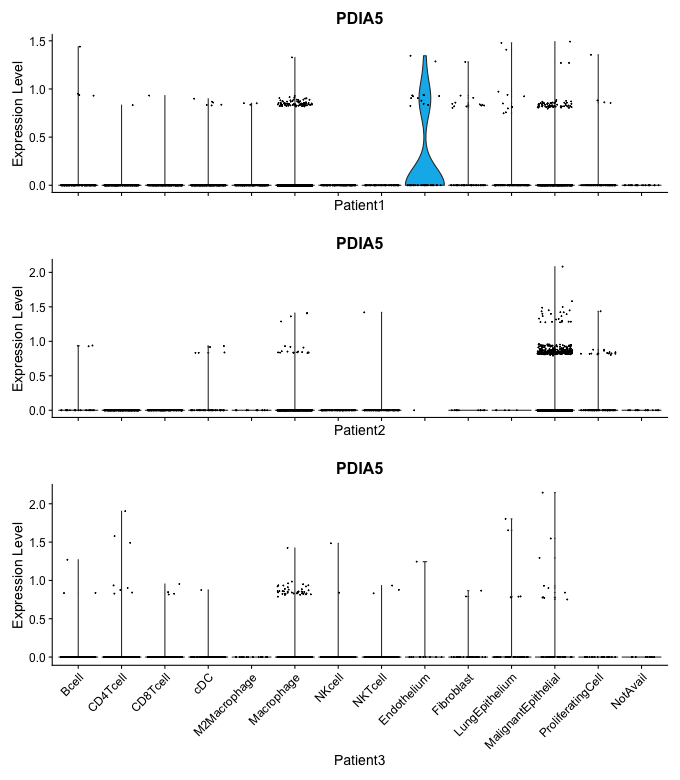 PDIA5
Expression Level
1.5
1.0
0.5
0.0
Patient1
PDIA5
Expression Level
2.0
1.5
1.0
0.5
0.0
Patient2
PDIA5
Expression Level
2.0
1.5
1.0
0.5
0.0
Bcell
CD4Tcell
CD8Tcell
cDC
M2Macrophage
Macrophage
NKcell
NKTcell
Endothelium
Fibroblast
LungEpithelium
MalignantEpithelial
ProliferatingCell
NotAvail
Patient3